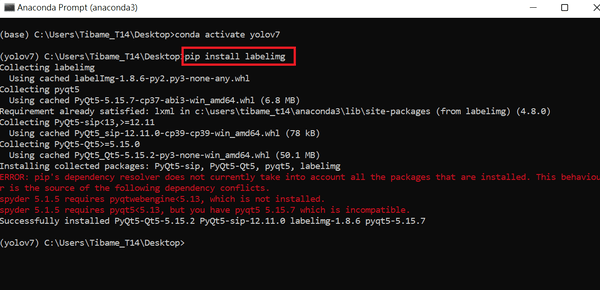 Anaconda Prompt (anaconda3)
(base) C:\Users\Tibame_T14\Desktop>conda activate yolov7
(yolov7) C:\Users\Tibame_T14\Desktop>pip install labelimg
Collecting labelimg
  Using cached labelImg-1.8.6-py2.py3-none-any.whl
Collecting pyqt5
  Using cached PyQt5-5.15.7-cp37-abi3-win_amd64.whl (6.8 MB)
Requirement already satisfied: lxml in c:\users\tibame_t14\anaconda3\lib\site-packages (from labelimg) (4.8.0)
Collecting PyQt5-sip<13,>=12.11
  Using cached PyQt5_sip-12.11.0-cp39-cp39-win_amd64.whl (78 kB)
Collecting PyQt5-Qt5>=5.15.0
  Using cached PyQt5_Qt5-5.15.2-py3-none-win_amd64.whl (50.1 MB)
Installing collected packages: PyQt5-sip, PyQt5-Qt5, pyqt5, labelimg
ERROR: pip's dependency resolver does not currently take into account all the packages that are installed. This behaviou
r is the source of the following dependency conflicts.
spyder 5.1.5 requires pyqtwebengine<5.13, which is not installed.
spyder 5.1.5 requires pyqt5<5.13, but you have pyqt5 5.15.7 which is incompatible.
Successfully installed PyQt5-Qt5-5.15.2 PyQt5-sip-12.11.0 labelimg-1.8.6 pyqt5-5.15.7
(yolov7) C:\Users\Tibame_T14\Desktop>